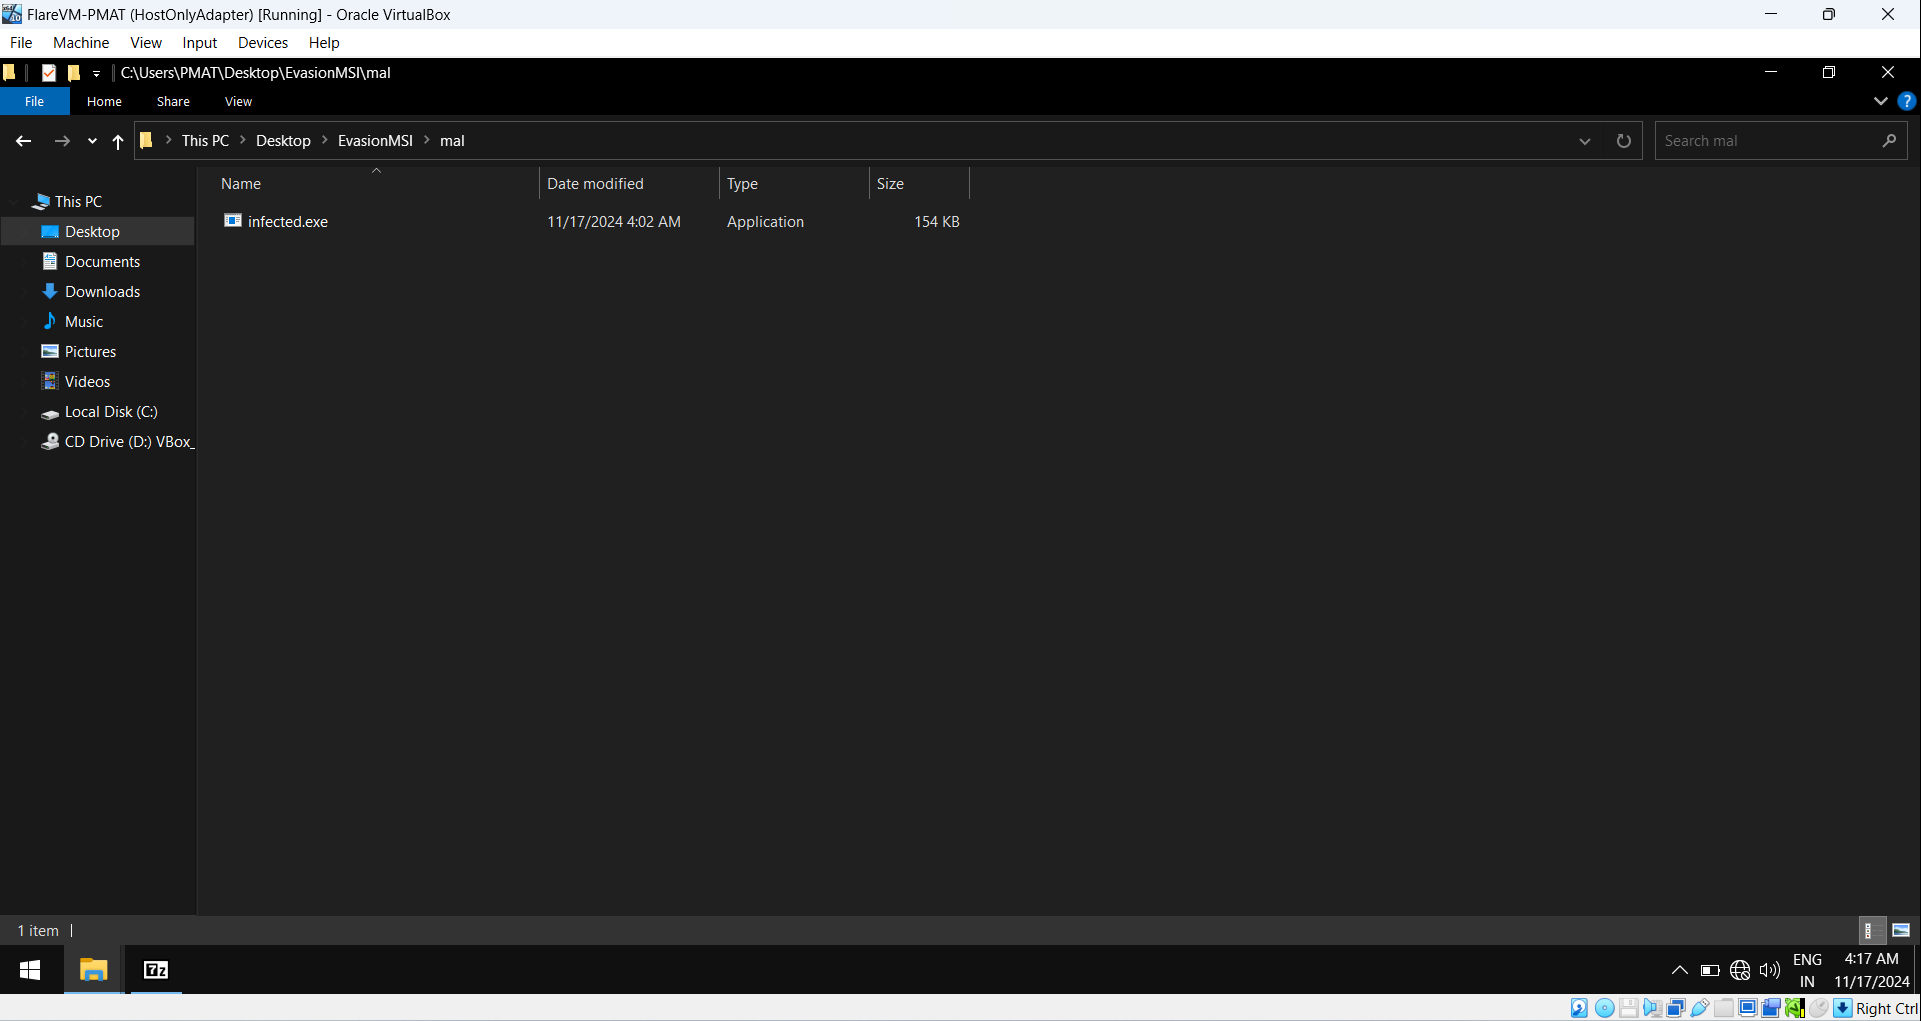 FlareVM-PMAT (HostOnlyAdapter) [Running] - Oracle VirtualBox
File Machine View Input Devices Help
C:\Users\PMAT\Desktop\EvasionMSI\mal
File Home Share View
This PC Desktop EvasionMSI mal Search mal
Name Date modified Type Size
infected.exe 11/17/2024 4:02 AM Application 154 KB
This PC
Desktop
Documents
Downloads
Music
Pictures
Videos
Local Disk (C:)
CD Drive (D:) VBox_
1 item
7z
ENG 4:17 AM
IN 11/17/2024
Right Ctrl